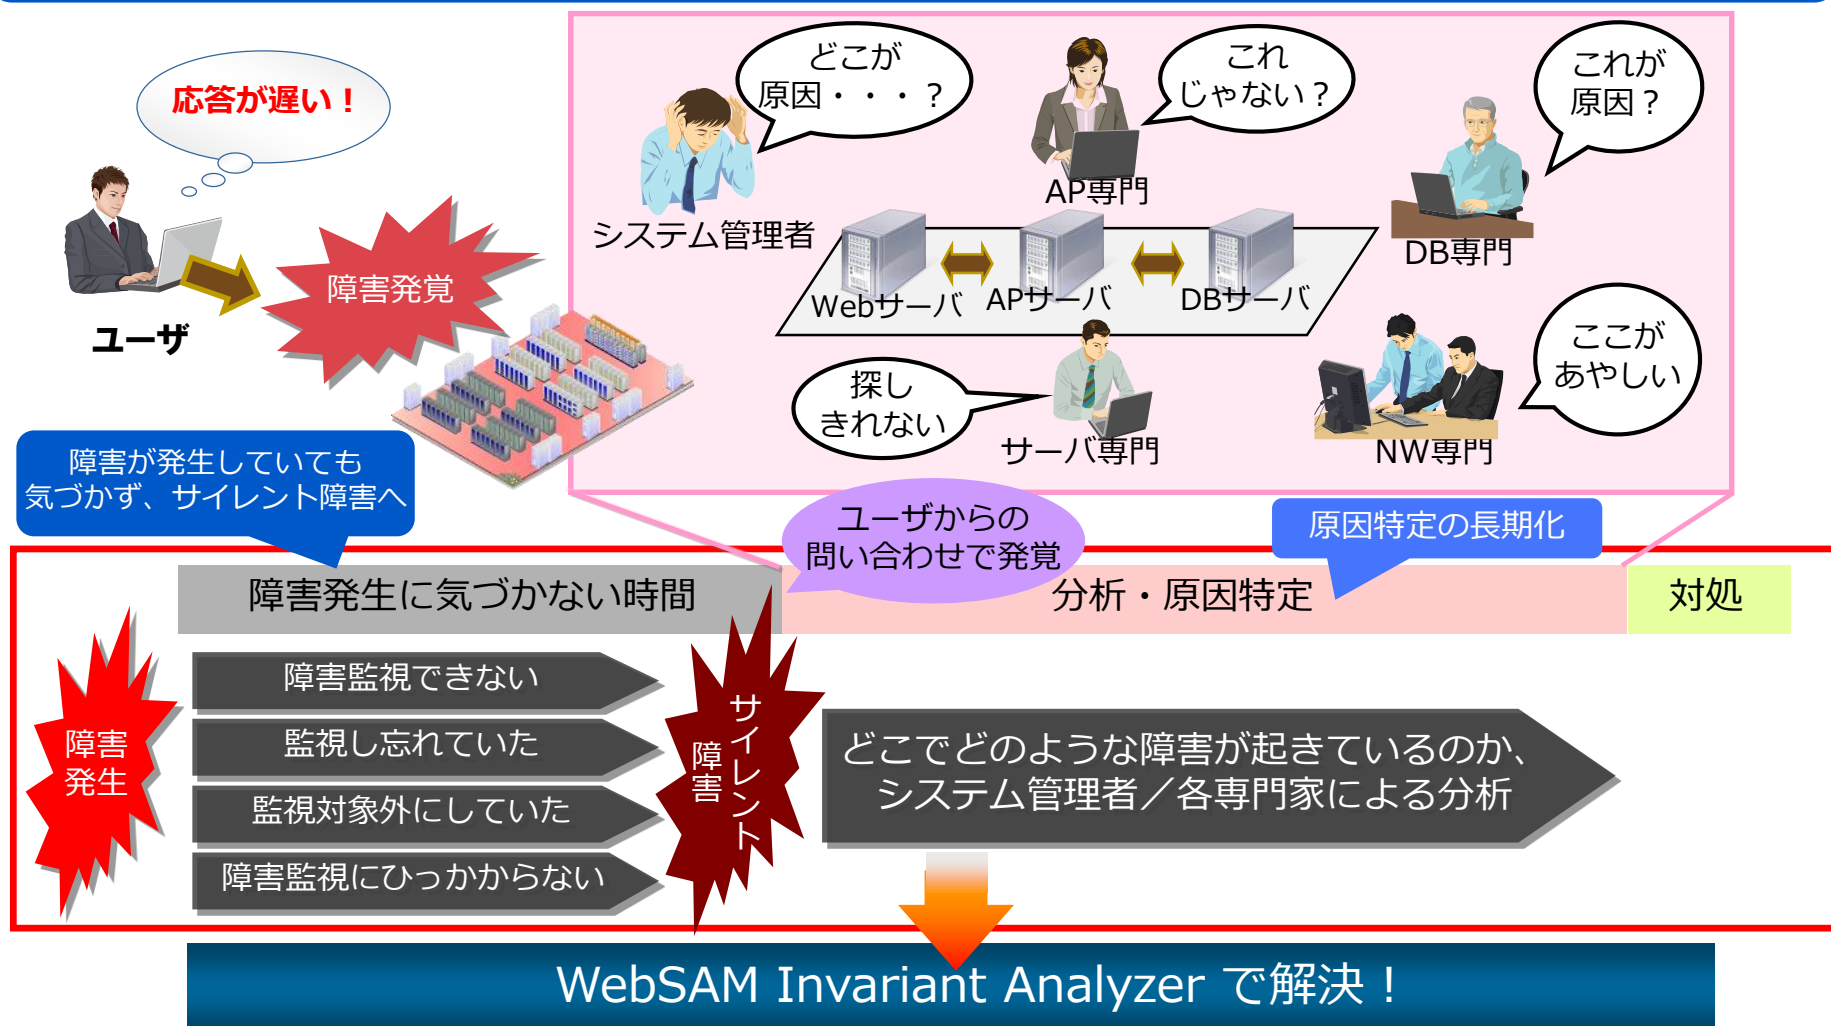 応答が遅い！
ユーザ
障害発覚
どこが
原因・・・？
システム管理者
これ
じゃない？
AP専門
これが
原因？
DB専門
Webサーバ
APサーバ
DBサーバ
探し
きれない
サーバ専門
ここが
あやしい
NW専門
障害が発生していても
気づかず、サイレント障害へ
ユーザからの
問い合わせで発覚
原因特定の長期化
障害発生に気づかない時間
分析・原因特定
対処
障害
発生
障害監視できない
監視し忘れていた
監視対象外にしていた
障害監視にひっかからない
サイレント
障害
どこでどのような障害が起きているのか、
システム管理者／各専門家による分析
WebSAM Invariant Analyzer で解決！